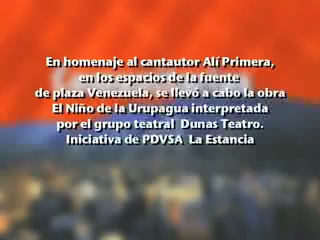 En homenaje al cantautor Alí Primera,
en los espacios de la fuente
de plaza Venezuela, se llevó a cabo la obra
El Niño de la Urupagua interpretada
por el grupo teatral Dunas Teatro.
Iniciativa de PDVSA La Estancia